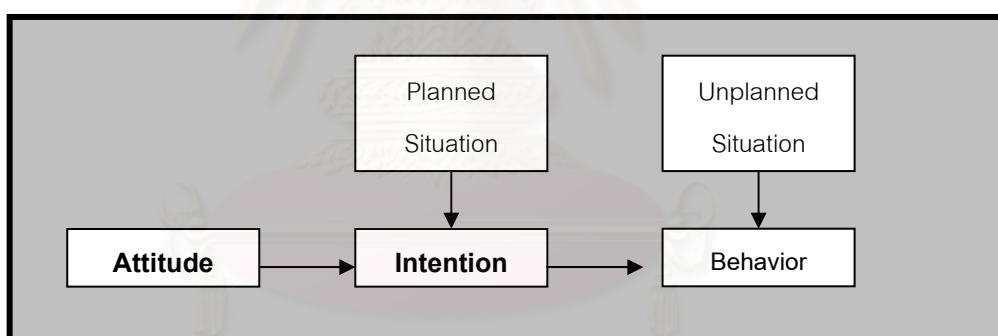 Planned
Situation
Unplanned
Situation
Attitude
Intention
Behavior